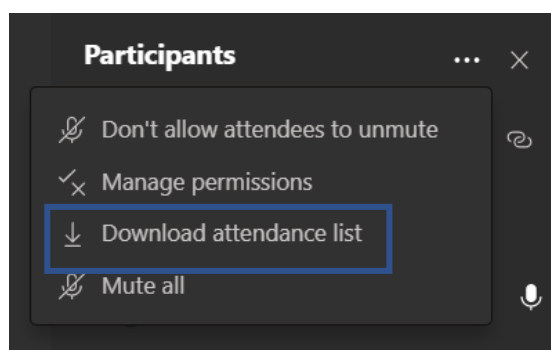 Participants
Don't allow attendees to unmute
Manage permissions
Download attendance list
Mute all